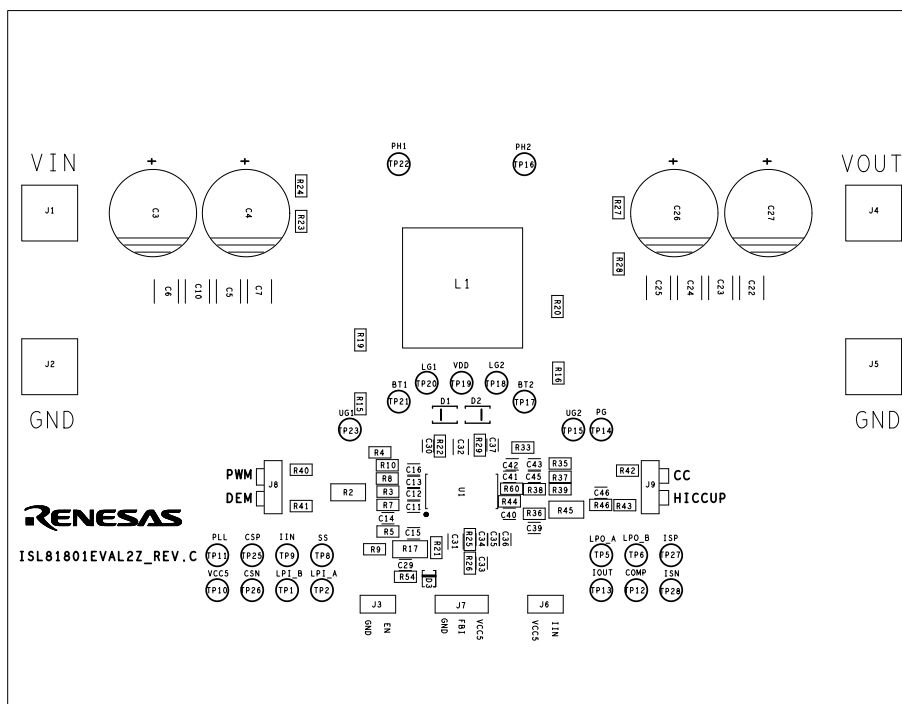 PH1 PH2
TP22 TP16
VIN VOUT
+ + + +
J1 C3 C4 R24 R23 R27 R28 C26 C27 J4
C6 C10 C5 C7 C25 C24 C23 C22
L1
R20
R19
R16
R15
J2 J5
GND GND
LG1 VDD LG2
TP20 TP19 TP18
BT1 BT2
TP21 TP17
D1 D2
UG1 UG2 PG
TP23 TP15 TP14
C30 R22 C32 R29 C37 R33
R4
R10 C16 C42 C43 R35
PWM J8 R40 R8 C13 C41 C45 R37 R42 J9 CC
R2 R3 C12 U1 R60 R38 R39 C46
DEM R41 R7 C11 R44 R45 R46 R43 HICCUP
C14 C40 R36
R5 C15 C39
RENESAS
ISL81801EVAL2Z_REV.C
PLL CSP IIN SS
TP11 TP25 TP9 TP8
VCC5 CSN LPI_B LPI_A
TP10 TP26 TP1 TP2
R9 R17 R21 C31 R25 C34 C35 C36
C29 R26 C33
R54 D3
LPO_A LPO_B ISP
TP5 TP6 TP27
IOUT COMP ISN
TP13 TP12 TP28
J3 J7 J6
GND EN GND FBI VCC5 VCC5 IIN